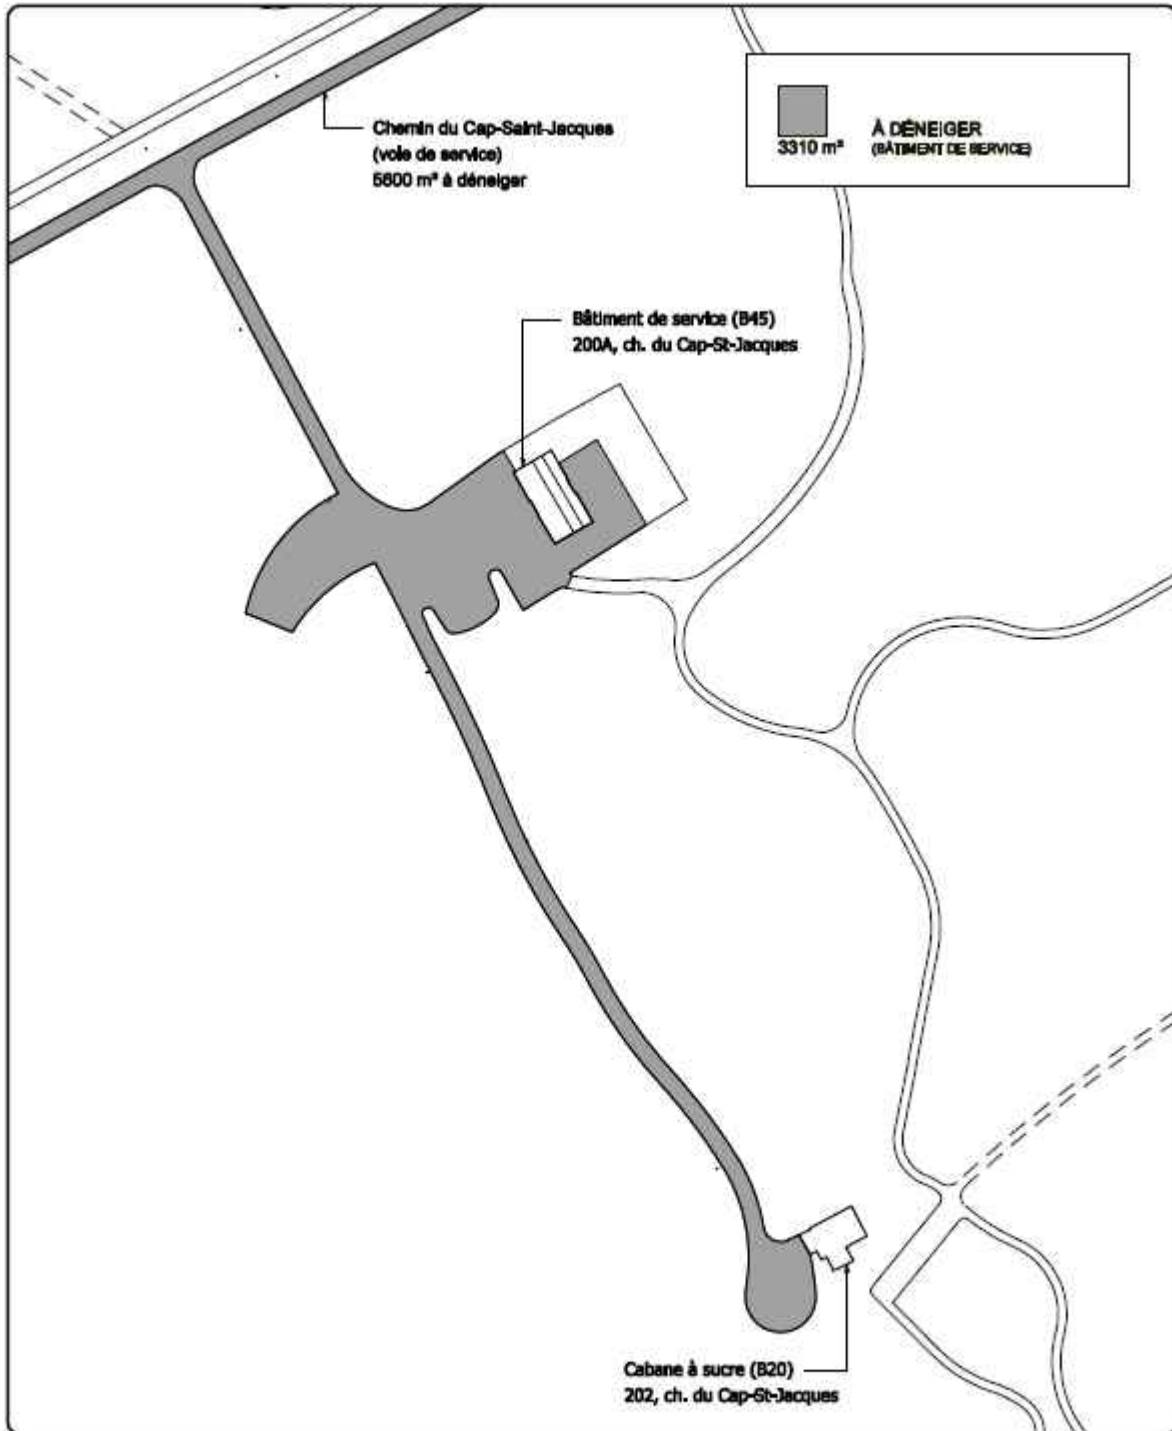 Chemin du Cap-Saint-Jacques
(voie de service)
5600 m² à déneiger
3310 m²
À DÉNEIGER
(BÂTIMENT DE SERVICE)
Bâtiment de service (B45)
200A, ch. du Cap-St-Jacques
Cabane à sucre (B20)
202, ch. du Cap-St-Jacques